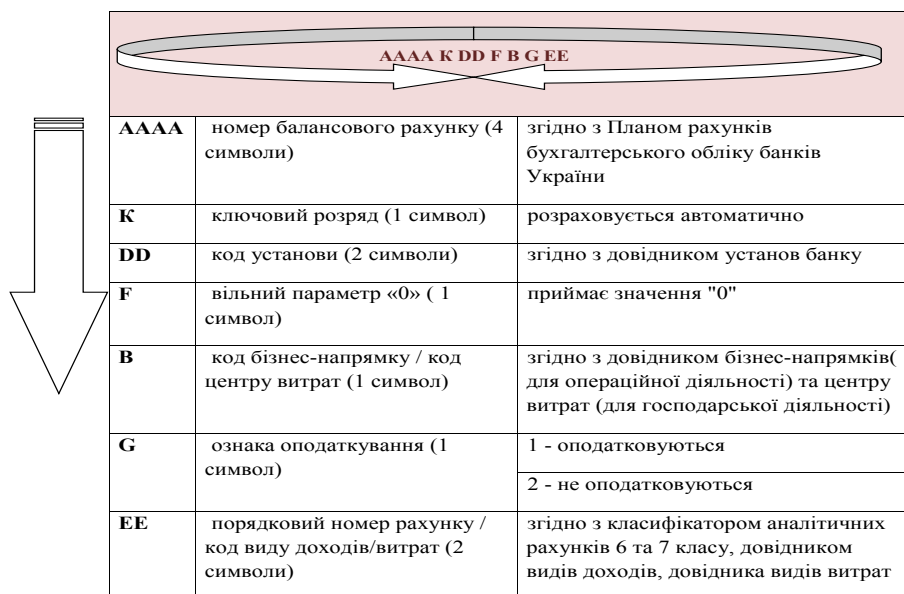 АААА К DD F B G EE
АААА номер балансового рахунку (4 згідно з Планом рахунків
символи) бухгалтерського обліку банків
України
К ключовий розряд (1 символ) розраховується автоматично
DD код установи (2 символи) згідно з довідником установ банку
F вільний параметр «0» ( 1 приймає значення "0"
символ)
B код бізнес-напрямку / код згідно з довідником бізнес-напрямків(
центру витрат (1 символ) для операційної діяльності) та центру
витрат (для господарської діяльності)
G ознака оподаткування (1 1 - оподатковуються
символ)
2 - не оподатковуються
EE порядковий номер рахунку / згідно з класифікатором аналітичних
код виду доходів/витрат (2 рахунків 6 та 7 класу, довідником
символи) видів доходів, довідника видів витрат